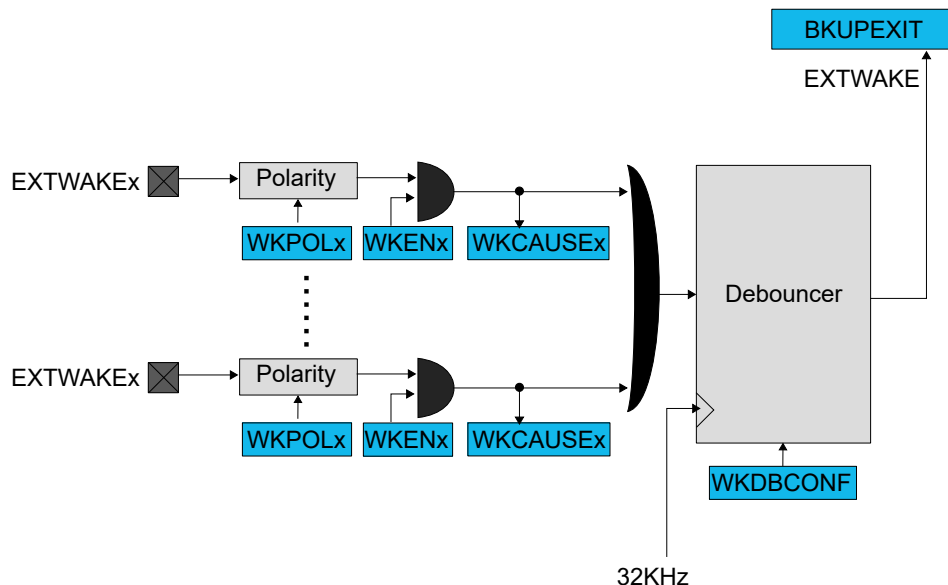 BKUPEXIT
EXTWAKE
EXTWAKEx
Polarity
WKPOLx
WKENx
WKCAUSEx
Debouncer
EXTWAKEx
Polarity
WKPOLx
WKENx
WKCAUSEx
WKDBCONF
32KHz